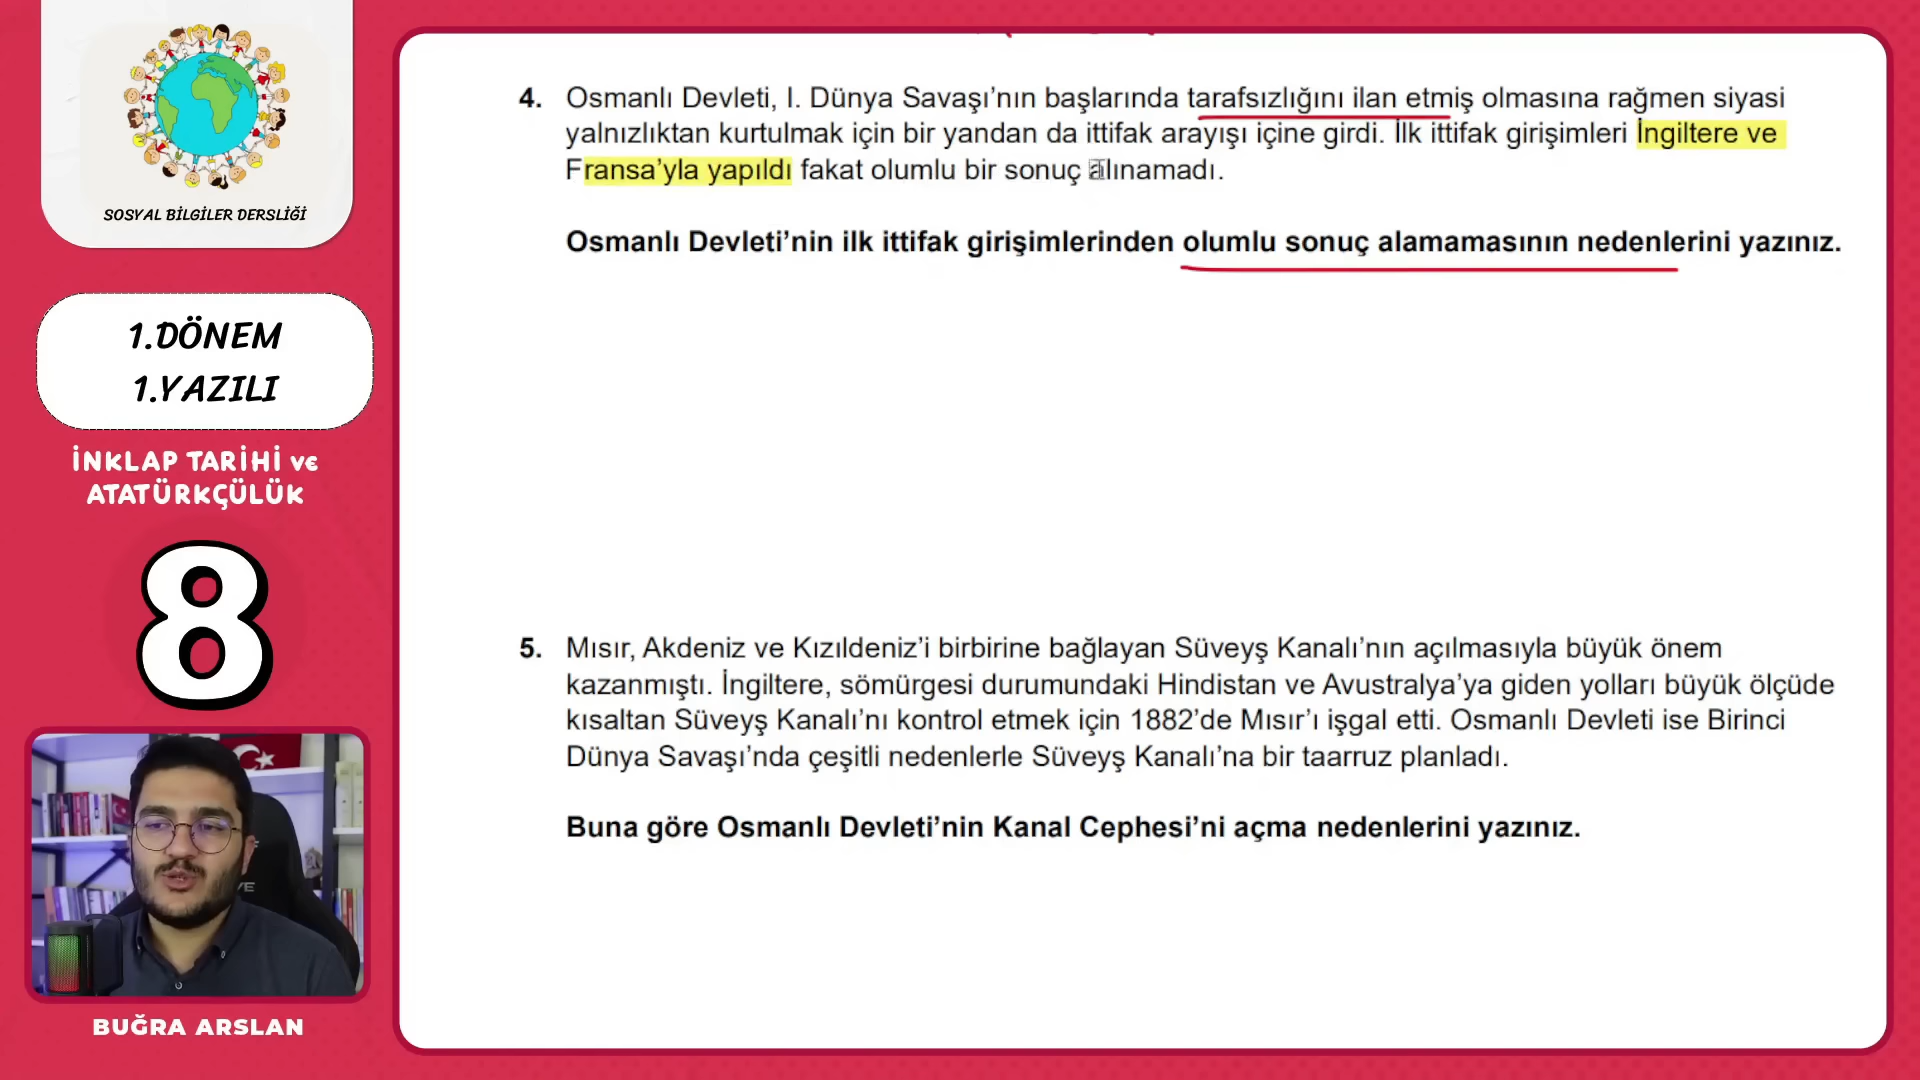 SOSYAL BİLGİLER DERSLİĞİ
1.DÖNEM
1.YAZILI
İNKLAP TARİHİ ve
ATATÜRKÇÜLÜK
8
BUĞRA ARSLAN
4. Osmanlı Devleti, I. Dünya Savaşı’nın başlarında tarafsızlığını ilan etmiş olmasına rağmen siyasi
yalnızlıktan kurtulmak için bir yandan da ittifak arayışı içine girdi. İlk ittifak girişimleri İngiltere ve
Fransa’yla yapıldı fakat olumlu bir sonuç alınamadı.
Osmanlı Devleti’nin ilk ittifak girişimlerinden olumlu sonuç alamamasının nedenlerini yazınız.
5. Mısır, Akdeniz ve Kızıldeniz’i birbirine bağlayan Süveyş Kanalı’nın açılmasıyla büyük önem
kazanmıştı. İngiltere, sömürgesi durumundaki Hindistan ve Avustralya’ya giden yolları büyük ölçüde
kısaltan Süveyş Kanalı’nı kontrol etmek için 1882’de Mısır’ı işgal etti. Osmanlı Devleti ise Birinci
Dünya Savaşı’nda çeşitli nedenlerle Süveyş Kanalı’na bir taarruz planladı.
Buna göre Osmanlı Devleti’nin Kanal Cephesi’ni açma nedenlerini yazınız.